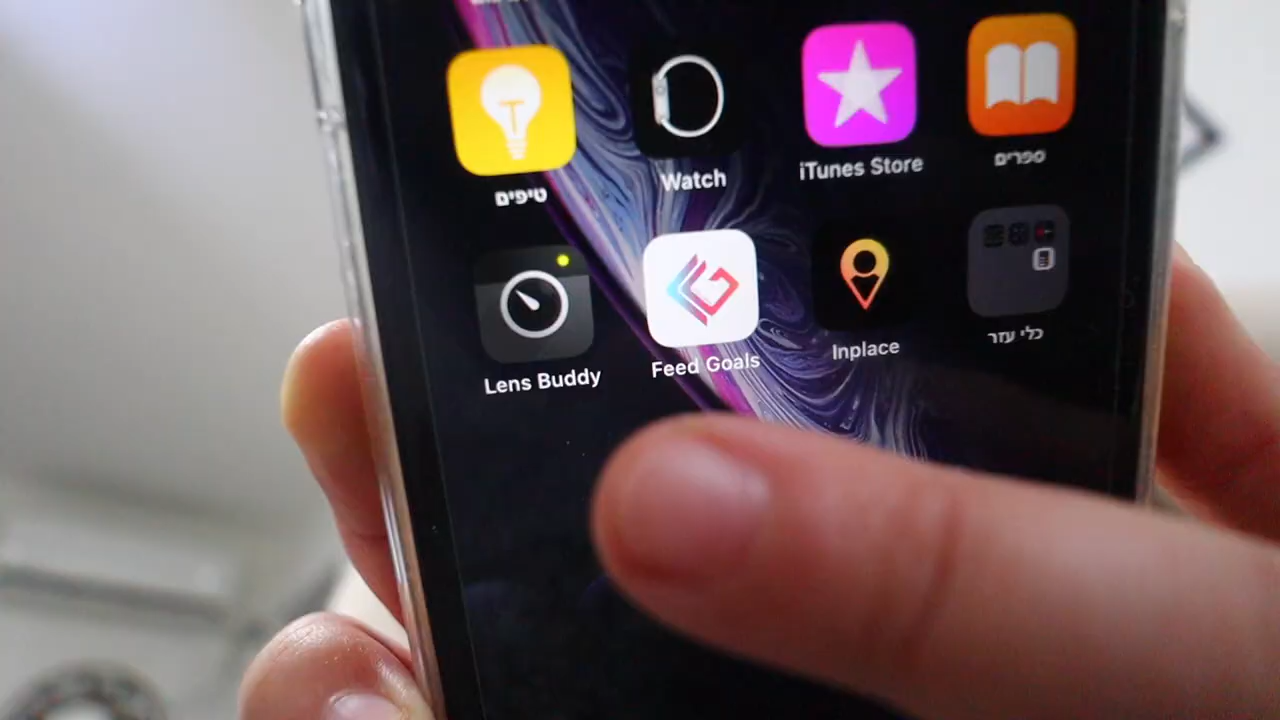 טיפים
Watch
iTunes Store
ספרים
Lens Buddy
Feed Goals
Inplace
כלי עזר